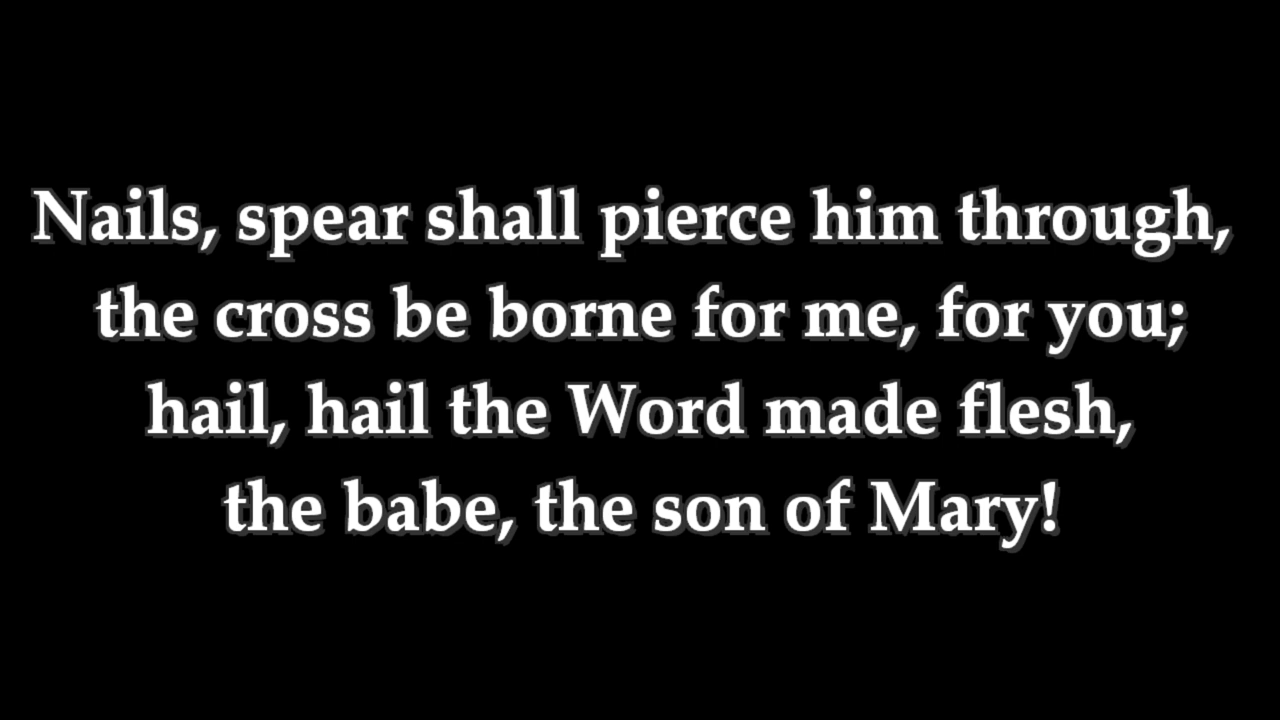 Nails, spear shall pierce him through,
the cross be borne for me, for you;
hail, hail the Word made flesh,
the babe, the son of Mary!